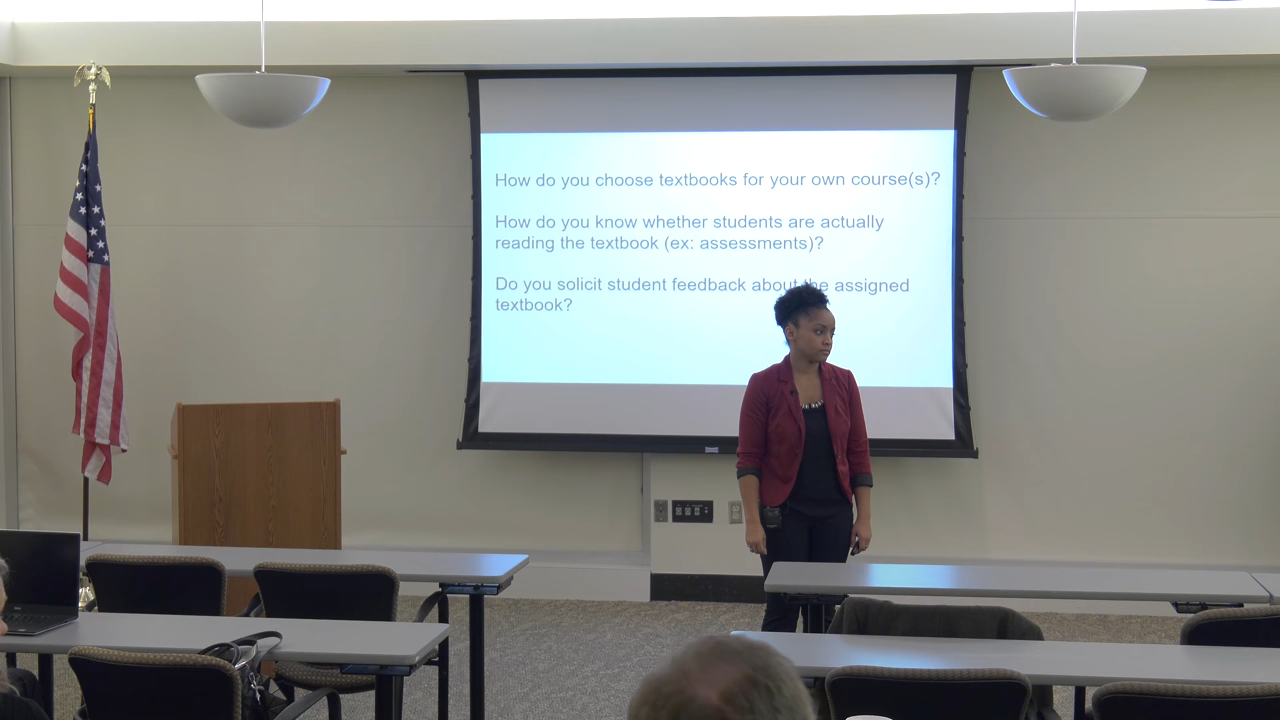 How do you choose textbooks for your own course(s)?
How do you know whether students are actually
reading the textbook (ex: assessments)?
Do you solicit student feedback about the assigned
textbook?